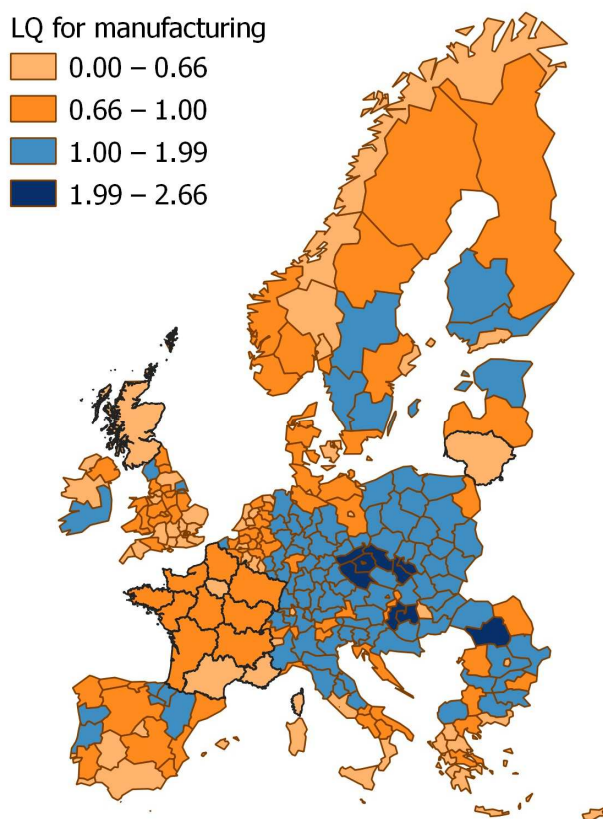 LQ for manufacturing
0.00 – 0.66
0.66 – 1.00
1.00 – 1.99
1.99 – 2.66